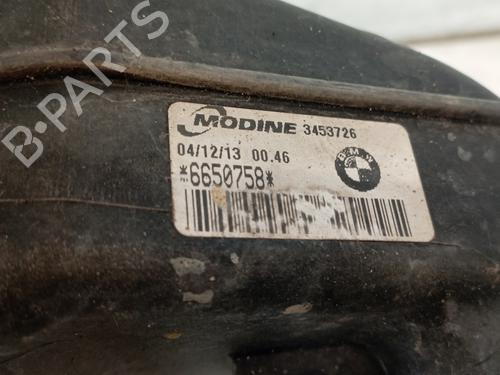 B-PARTS
MODINE 3453726
04/12/13 00.46
*6650758*
BMW